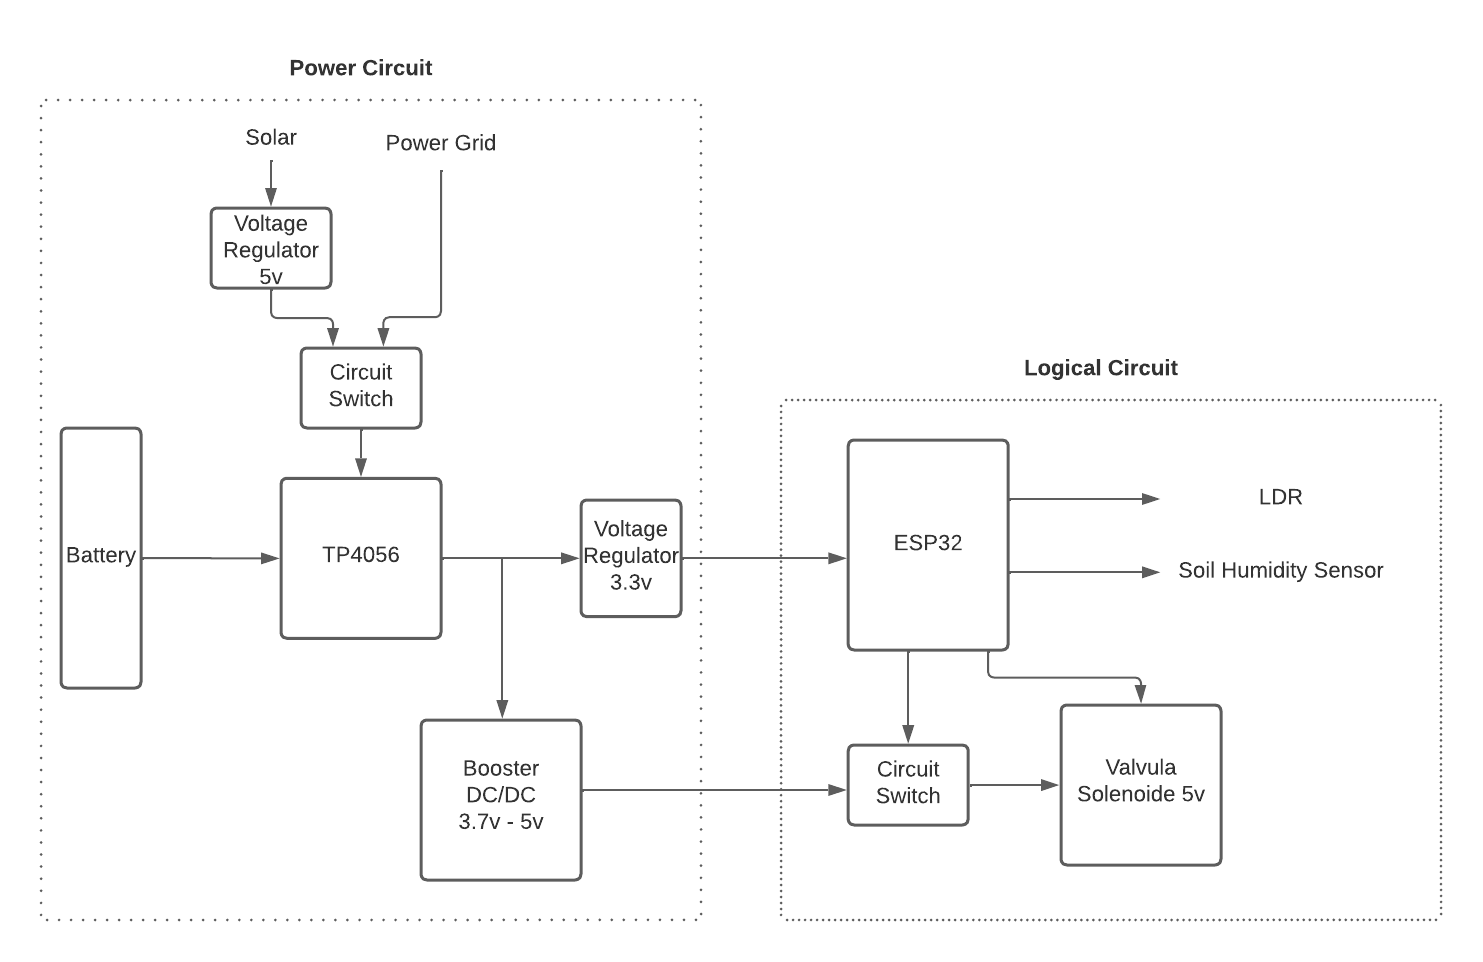 Power Circuit
Solar
Power Grid
Voltage
Regulator
5v
Circuit
Switch
Battery
TP4056
Voltage
Regulator
3.3v
Booster
DC/DC
3.7v - 5v
Logical Circuit
ESP32
LDR
Soil Humidity Sensor
Circuit
Switch
Valvula
Solenoide 5v